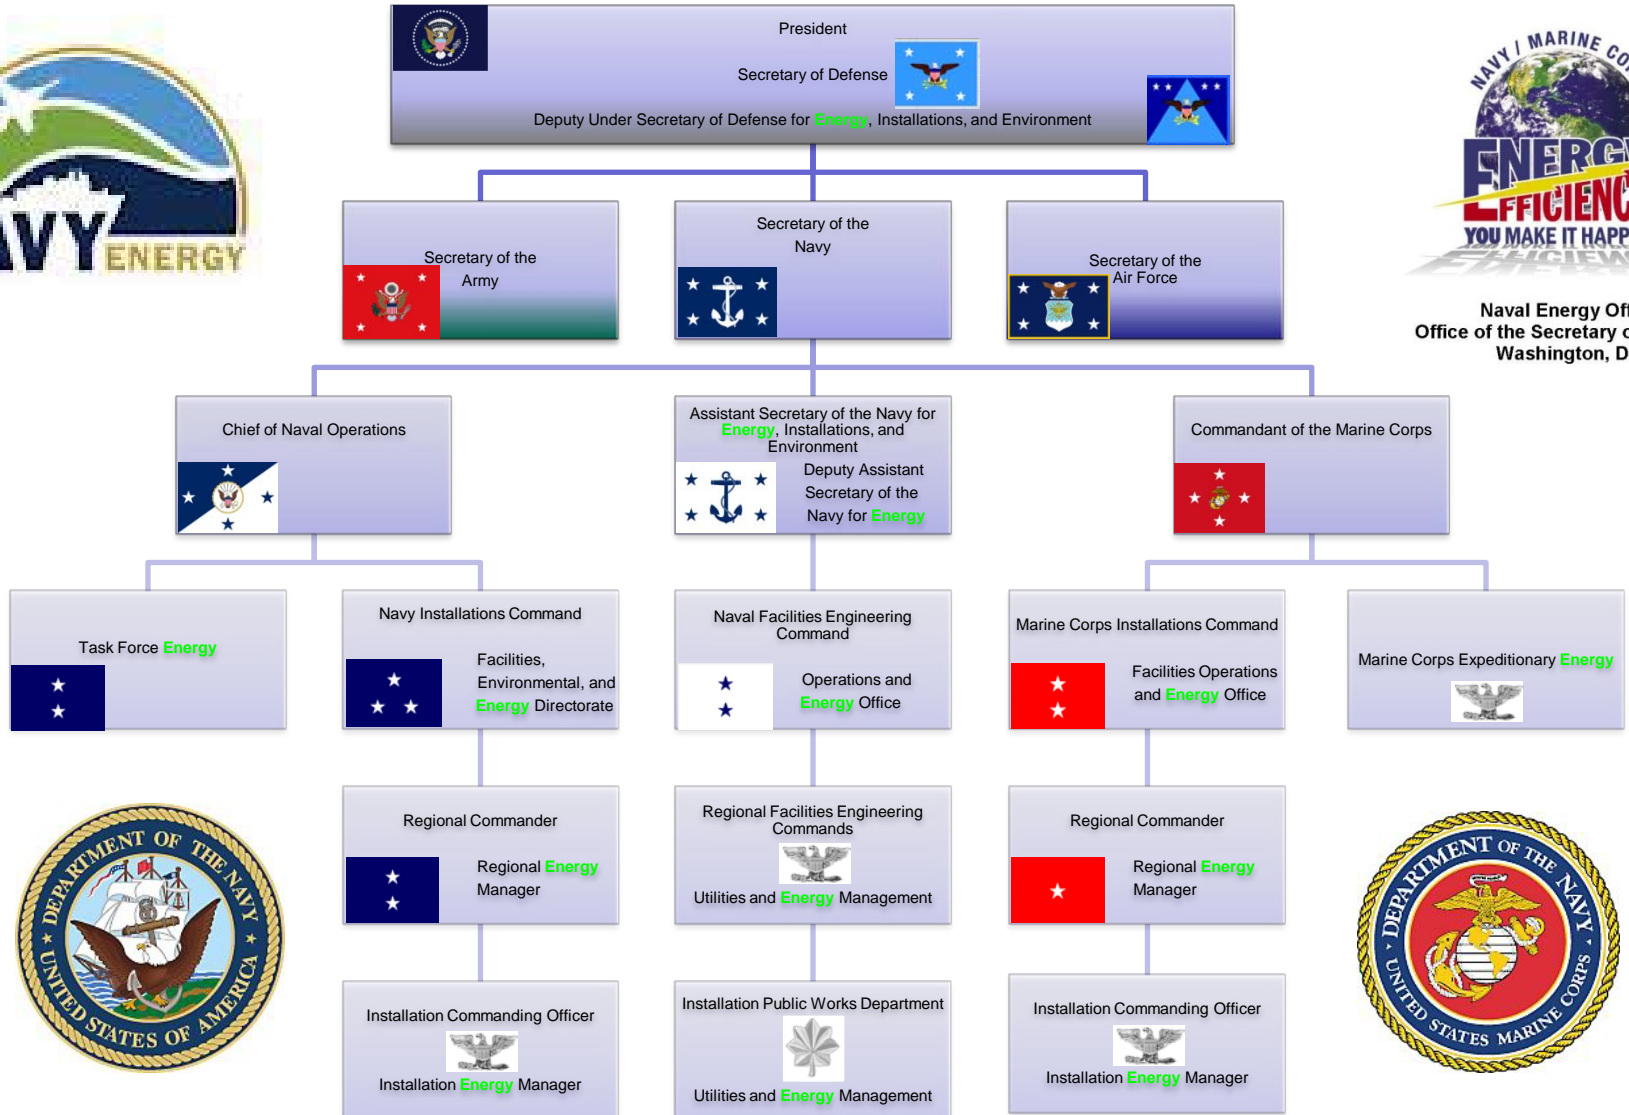 President
Secretary of Defense
Deputy Under Secretary of Defense for Energy, Installations, and Environment
AVY ENERGY
NAVY / MARINE CO
ENERGY
EFFICIENC
YOU MAKE IT HAPP
Naval Energy Off
Office of the Secretary o
Washington, D
Secretary of the
Army
Secretary of the
Navy
Secretary of the
Air Force
Chief of Naval Operations
Assistant Secretary of the Navy for
Energy, Installations, and
Environment
Deputy Assistant
Secretary of the
Navy for Energy
Commandant of the Marine Corps
Task Force Energy
Navy Installations Command
Facilities,
Environmental, and
Energy Directorate
Naval Facilities Engineering
Command
Operations and
Energy Office
Marine Corps Installations Command
Facilities Operations
and Energy Office
Marine Corps Expeditionary Energy
Regional Commander
Regional Energy
Manager
Regional Facilities Engineering
Commands
Utilities and Energy Management
Regional Commander
Regional Energy
Manager
Installation Commanding Officer
Installation Energy Manager
Installation Public Works Department
Utilities and Energy Management
Installation Commanding Officer
Installation Energy Manager
DEPARTMENT OF THE NAVY
UNITED STATES OF AMERICA
DEPARTMENT OF THE NAVY
UNITED STATES MARINE CORPS